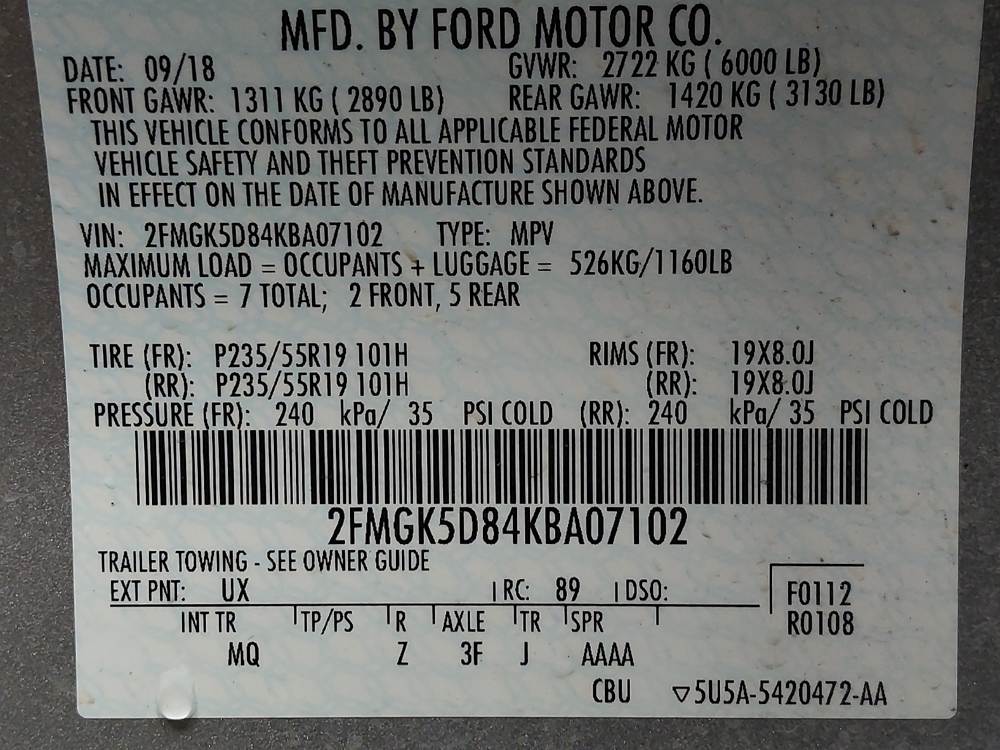 MFD. BY FORD MOTOR CO.
DATE: 09/18 GVWR: 2722 KG ( 6000 LB)
FRONT GAWR: 1311 KG ( 2890 LB) REAR GAWR: 1420 KG ( 3130 LB)
THIS VEHICLE CONFORMS TO ALL APPLICABLE FEDERAL MOTOR
VEHICLE SAFETY AND THEFT PREVENTION STANDARDS
IN EFFECT ON THE DATE OF MANUFACTURE SHOWN ABOVE.
VIN: 2FMGK5D84KBA07102 TYPE: MPV
MAXIMUM LOAD = OCCUPANTS + LUGGAGE = 526KG/1160LB
OCCUPANTS = 7 TOTAL; 2 FRONT, 5 REAR
TIRE (FR): P235/55R19 101H RIMS (FR): 19X8.0J
(RR): P235/55R19 101H (RR): 19X8.0J
PRESSURE (FR): 240 kPa/ 35 PSI COLD (RR): 240 kPa/ 35 PSI COLD
2FMGK5D84KBA07102
TRAILER TOWING - SEE OWNER GUIDE
EXT PNT: UX RC: 89 DSO: F0112
INT TR TP/PS R AXLE TR SPR R0108
MQ Z 3F J AAAA
CBU ▽5U5A-5420472-AA